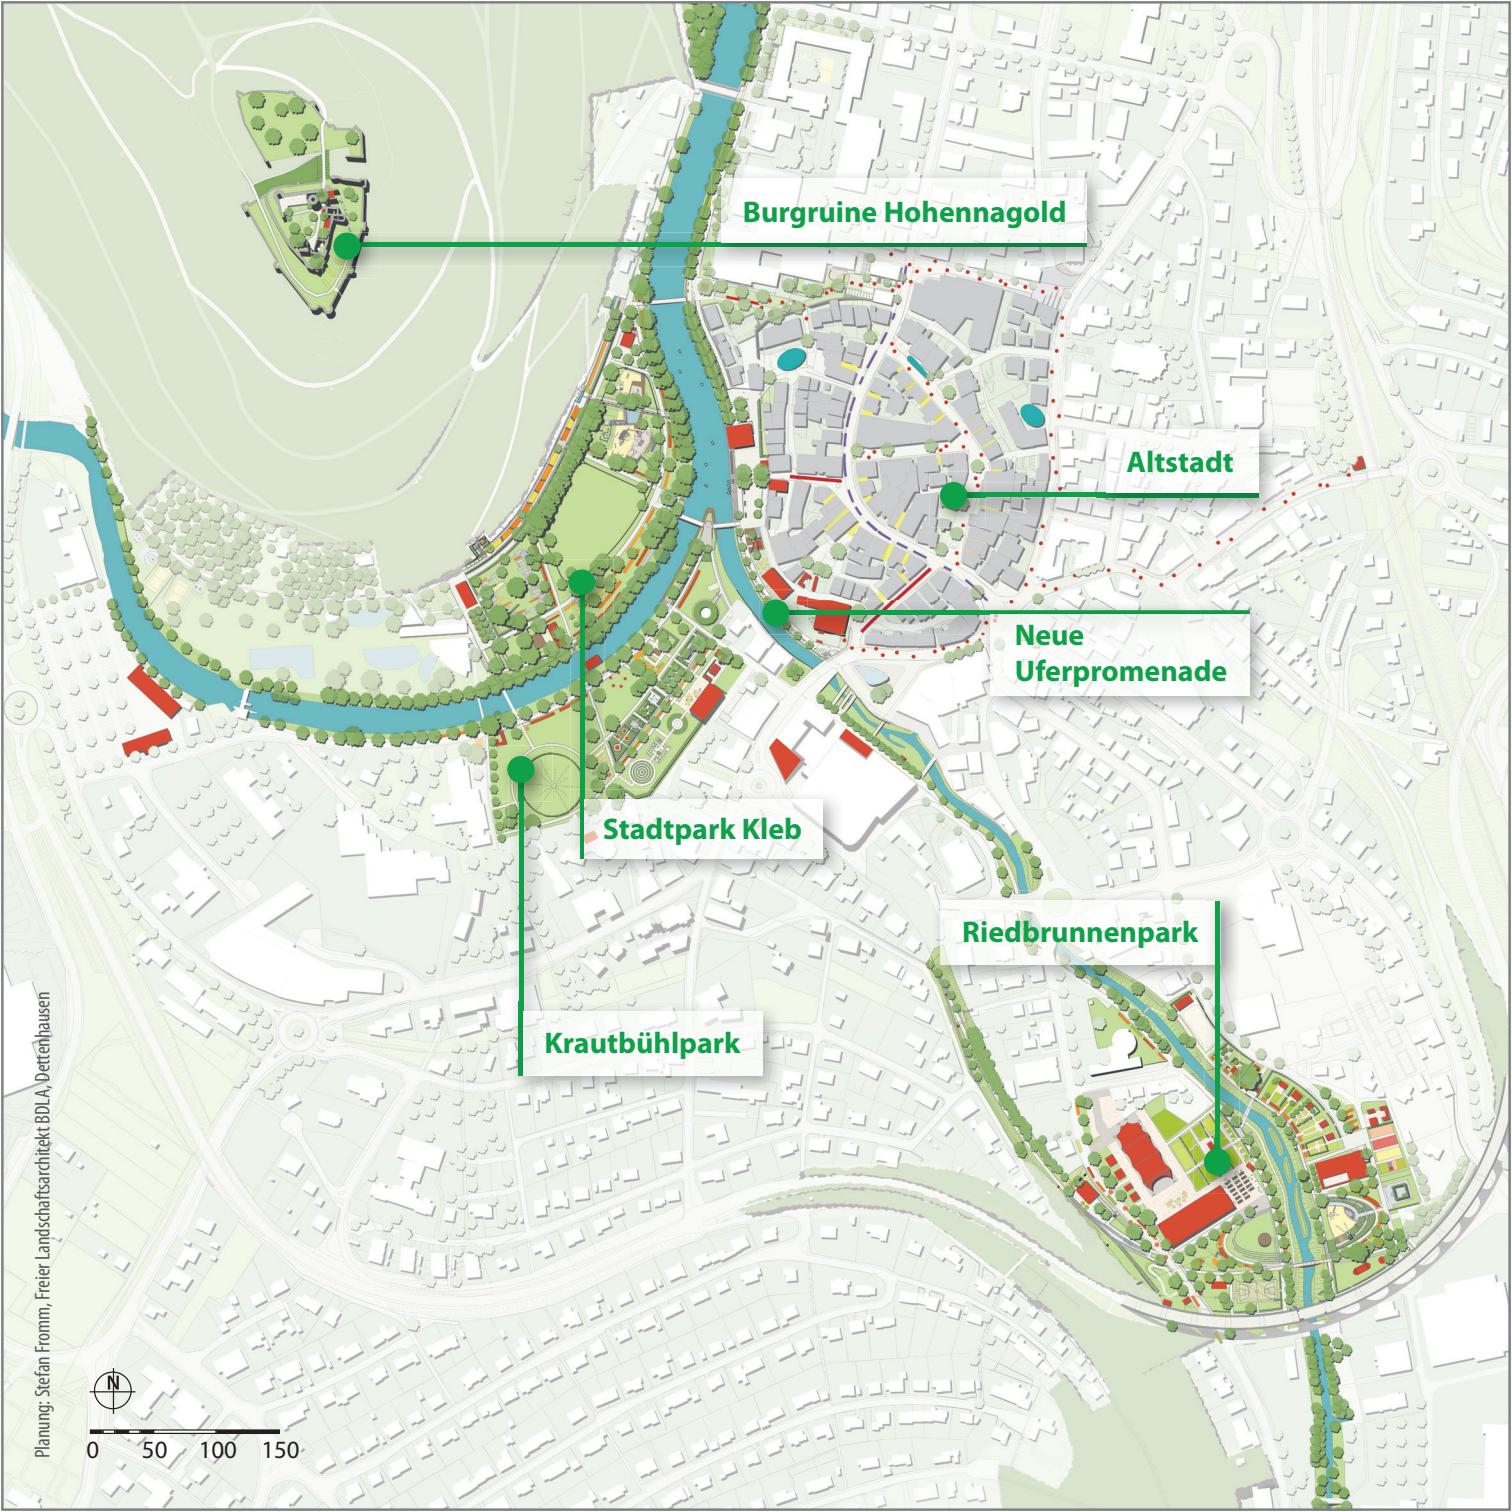 Burgruine Hohennagold
Altstadt
Neue
Uferpromenade
Stadtpark Kleb
Riedbrunnenpark
Krautbühlpark
Planung: Stefan Fromm, Freier Landschaftsarchitekt BDLA, Dettenhausen
N
0 50 100 150